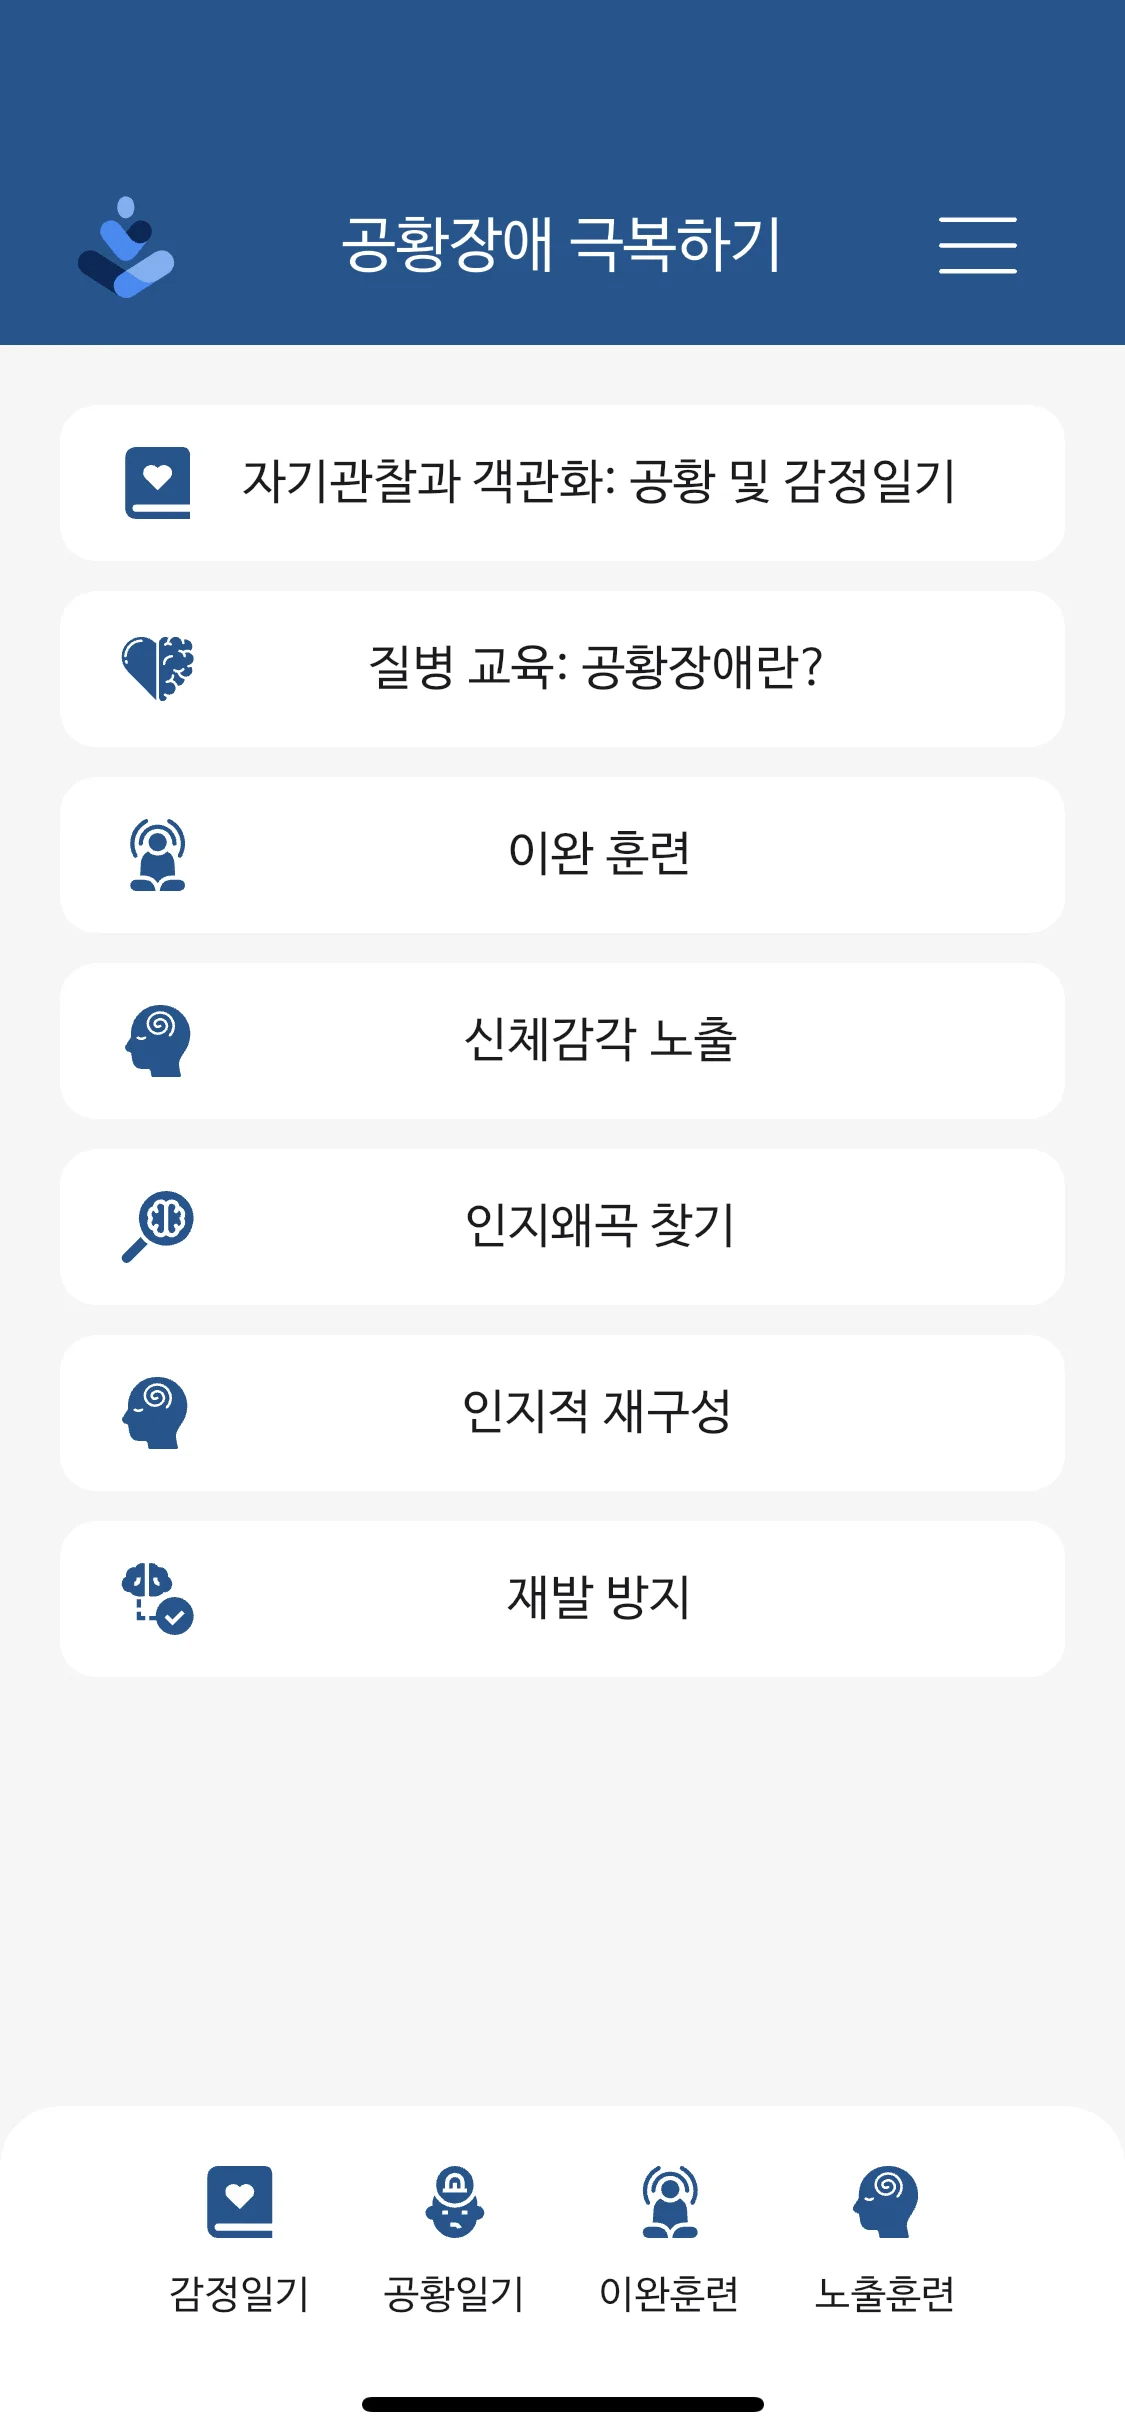 공황장애 극복하기
자기관찰과 객관화: 공황 및 감정일기
질병 교육: 공황장애란?
이완 훈련
신체감각 노출
인지왜곡 찾기
인지적 재구성
재발 방지
감정일기 공황일기 이완훈련 노출훈련